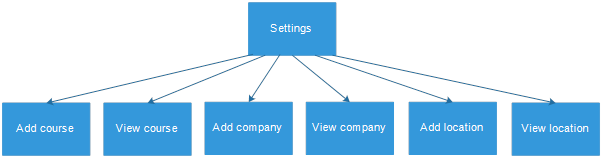 Settings
Add course
View course
Add company
View company
Add location
View location